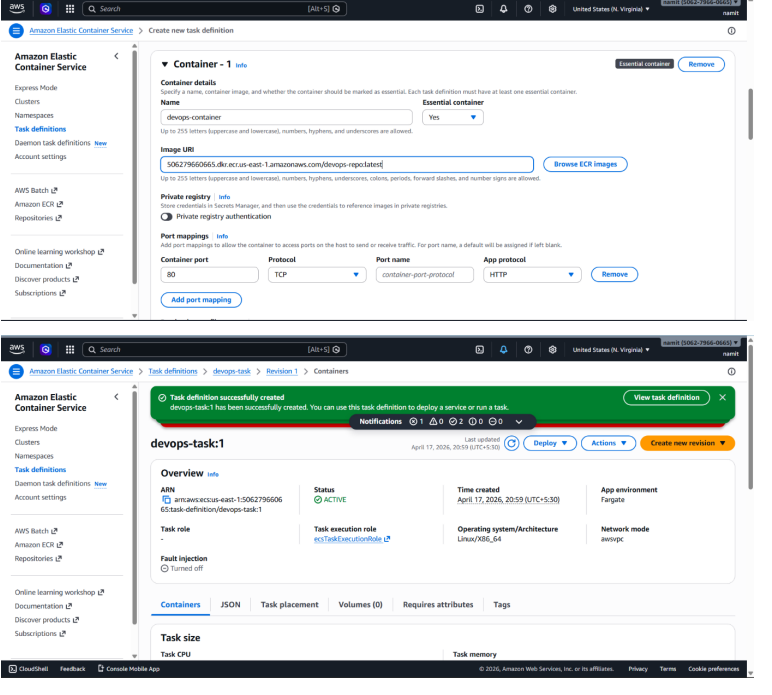 aws
Search
[Alt+S]
United States (N. Virginia)
namit (5062-7966-0665)
namit
Amazon Elastic Container Service > Create new task definition
Amazon Elastic
Container Service
Express Mode
Clusters
Namespaces
Task definitions
Daemon task definitions New
Account settings
AWS Batch
Amazon ECR
Repositories
Online learning workshop
Documentation
Discover products
Subscriptions
Container - 1 Info
Essential container
Remove
Container details
Specify a name, container image, and whether the container should be marked as essential. Each task definition must have at least one essential container.
Name
Essential container
devops-container
Yes
Up to 255 letters (uppercase and lowercase), numbers, hyphens, and underscores are allowed.
Image URI
506279660665.dkr.ecr.us-east-1.amazonaws.com/devops-repo:latest
Browse ECR images
Up to 255 letters (uppercase and lowercase), numbers, hyphens, underscores, colons, periods, forward slashes, and number signs are allowed.
Private registry Info
Store credentials in Secrets Manager, and then use the credentials to reference images in private registries.
Private registry authentication
Port mappings Info
Add port mappings to allow the container to access ports on the host to send or receive traffic. For port name, a default will be assigned if left blank.
Container port
Protocol
Port name
App protocol
80
TCP
container-port-protocol
HTTP
Remove
Add port mapping
aws
Search
[Alt+S]
United States (N. Virginia)
namit (5062-7966-0665)
namit
Amazon Elastic Container Service > Task definitions > devops-task > Revision 1 > Containers
Amazon Elastic
Container Service
Express Mode
Clusters
Namespaces
Task definitions
Daemon task definitions New
Account settings
AWS Batch
Amazon ECR
Repositories
Online learning workshop
Documentation
Discover products
Subscriptions
Task definition successfully created
devops-task:1 has been successfully created. You can use this task definition to deploy a service or run a task.
View task definition
Notifications 1 0 2 0 0
devops-task:1
Last updated
April 17, 2026, 20:59 (UTC+5:30)
Deploy
Actions
Create new revision
Overview Info
ARN
arn:aws:ecs:us-east-1:5062796606
65:task-definition/devops-task:1
Status
ACTIVE
Time created
April 17, 2026, 20:59 (UTC+5:30)
App environment
Fargate
Task role
-
Task execution role
ecsTaskExecutionRole
Operating system/Architecture
Linux/X86_64
Network mode
awsvpc
Fault injection
Turned off
Containers
JSON
Task placement
Volumes (0)
Requires attributes
Tags
Task size
Task CPU
Task memory
CloudShell
Feedback
Console Mobile App
© 2026, Amazon Web Services, Inc. or its affiliates.
Privacy
Terms
Cookie preferences